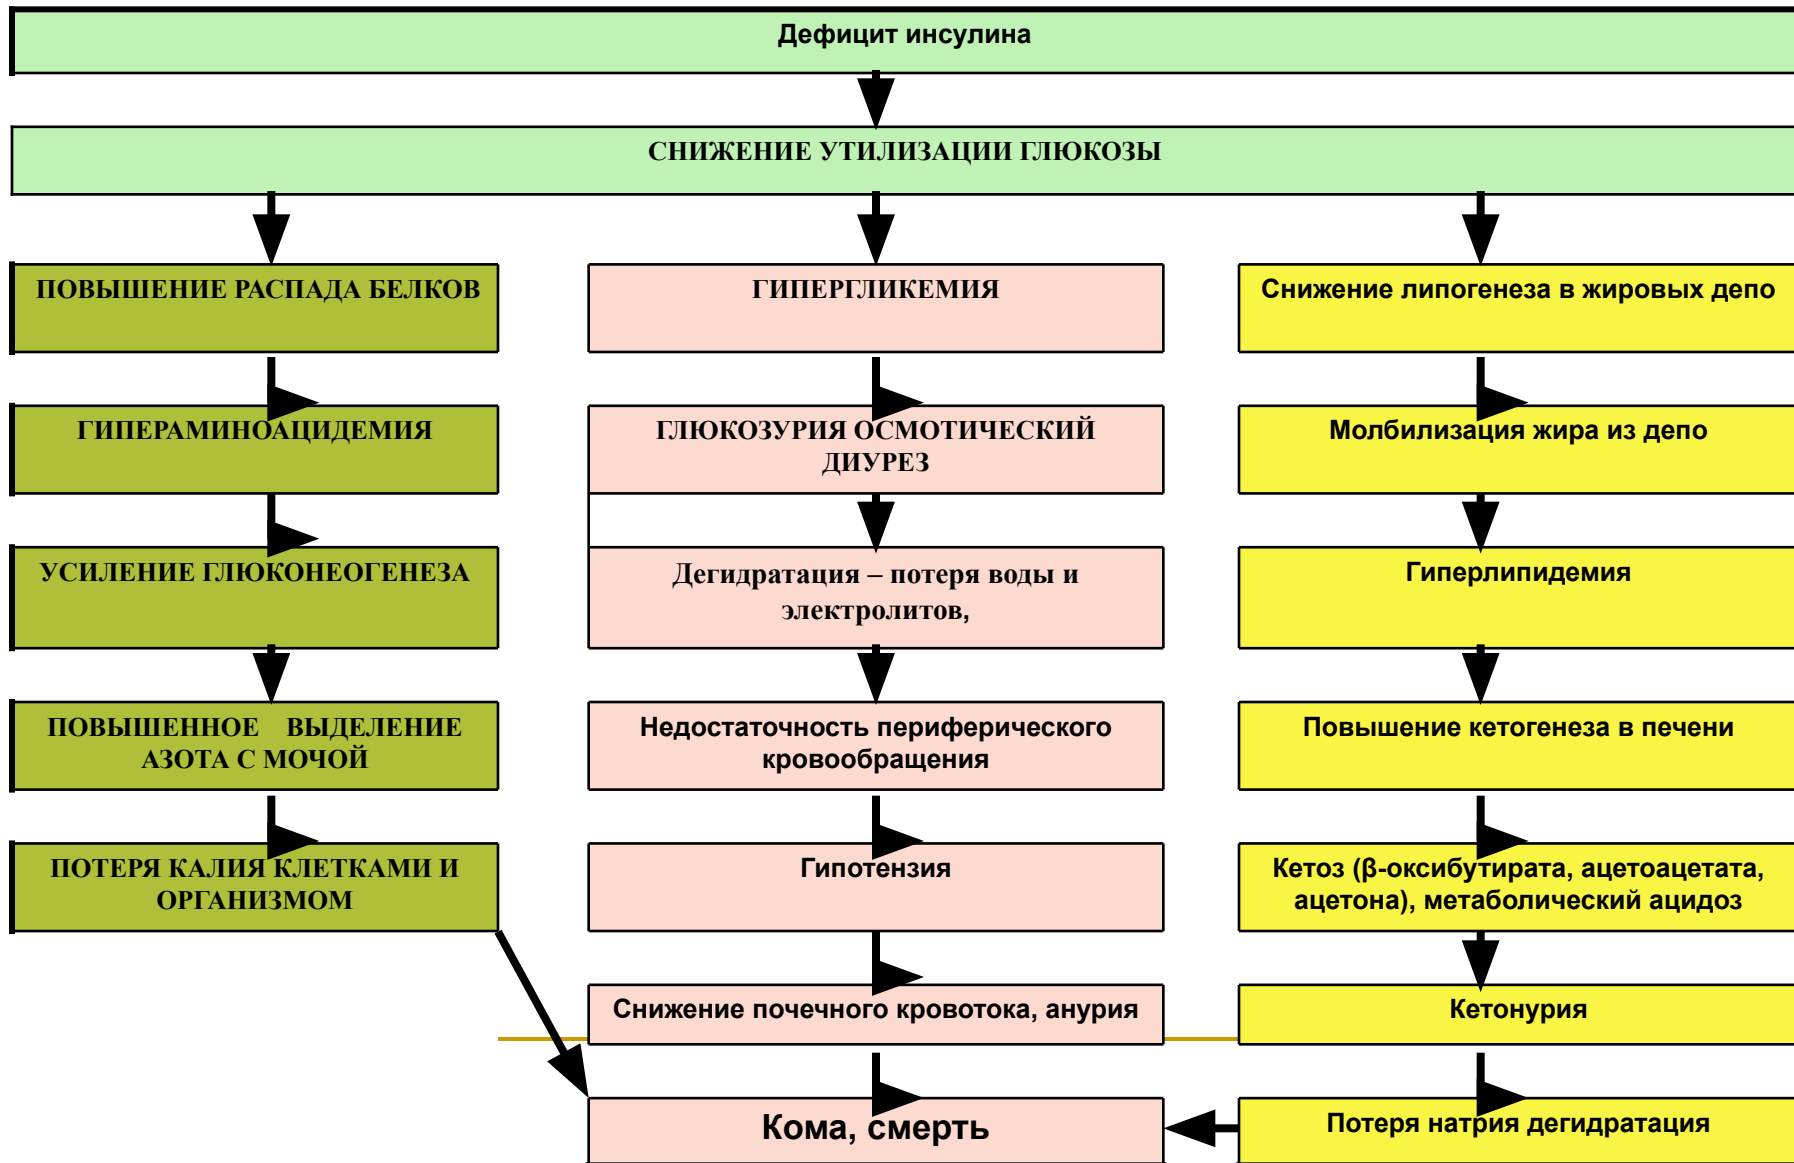 Дефицит инсулина
СНИЖЕНИЕ УТИЛИЗАЦИИ ГЛЮКОЗЫ
ПОВЫШЕНИЕ РАСПАДА БЕЛКОВ
ГИПЕРГЛИКЕМИЯ
Снижение липогенеза в жировых депо
ГИПЕРАМИНОАЦИДЕМИЯ
ГЛЮКОЗУРИЯ ОСМОТИЧЕСКИЙ
ДИУРЕЗ
Молбилизация жира из депо
УСИЛЕНИЕ ГЛЮКОНЕОГЕНЕЗА
Дегидратация – потеря воды и
электролитов,
Гиперлипидемия
ПОВЫШЕННОЕ ВЫДЕЛЕНИЕ
АЗОТА С МОЧОЙ
Недостаточность периферического
кровообращения
Повышение кетогенеза в печени
ПОТЕРЯ КАЛИЯ КЛЕТКАМИ И
ОРГАНИЗМОМ
Гипотензия
Кетоз (β-оксибутирата, ацетоацетата,
ацетона), метаболический ацидоз
Снижение почечного кровотока, анурия
Кетонурия
Кома, смерть
Потеря натрия дегидратация